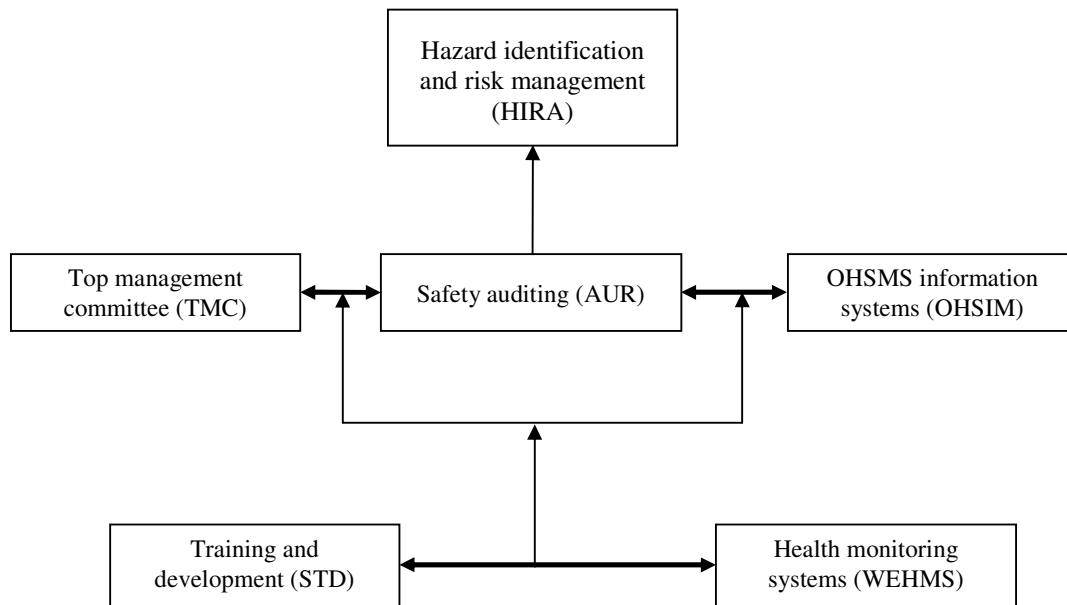 Hazard identification
and risk management
(HIRA)
Top management
committee (TMC)
Safety auditing (AUR)
OHSMS information
systems (OHSIM)
Training and
development (STD)
Health monitoring
systems (WEHMS)